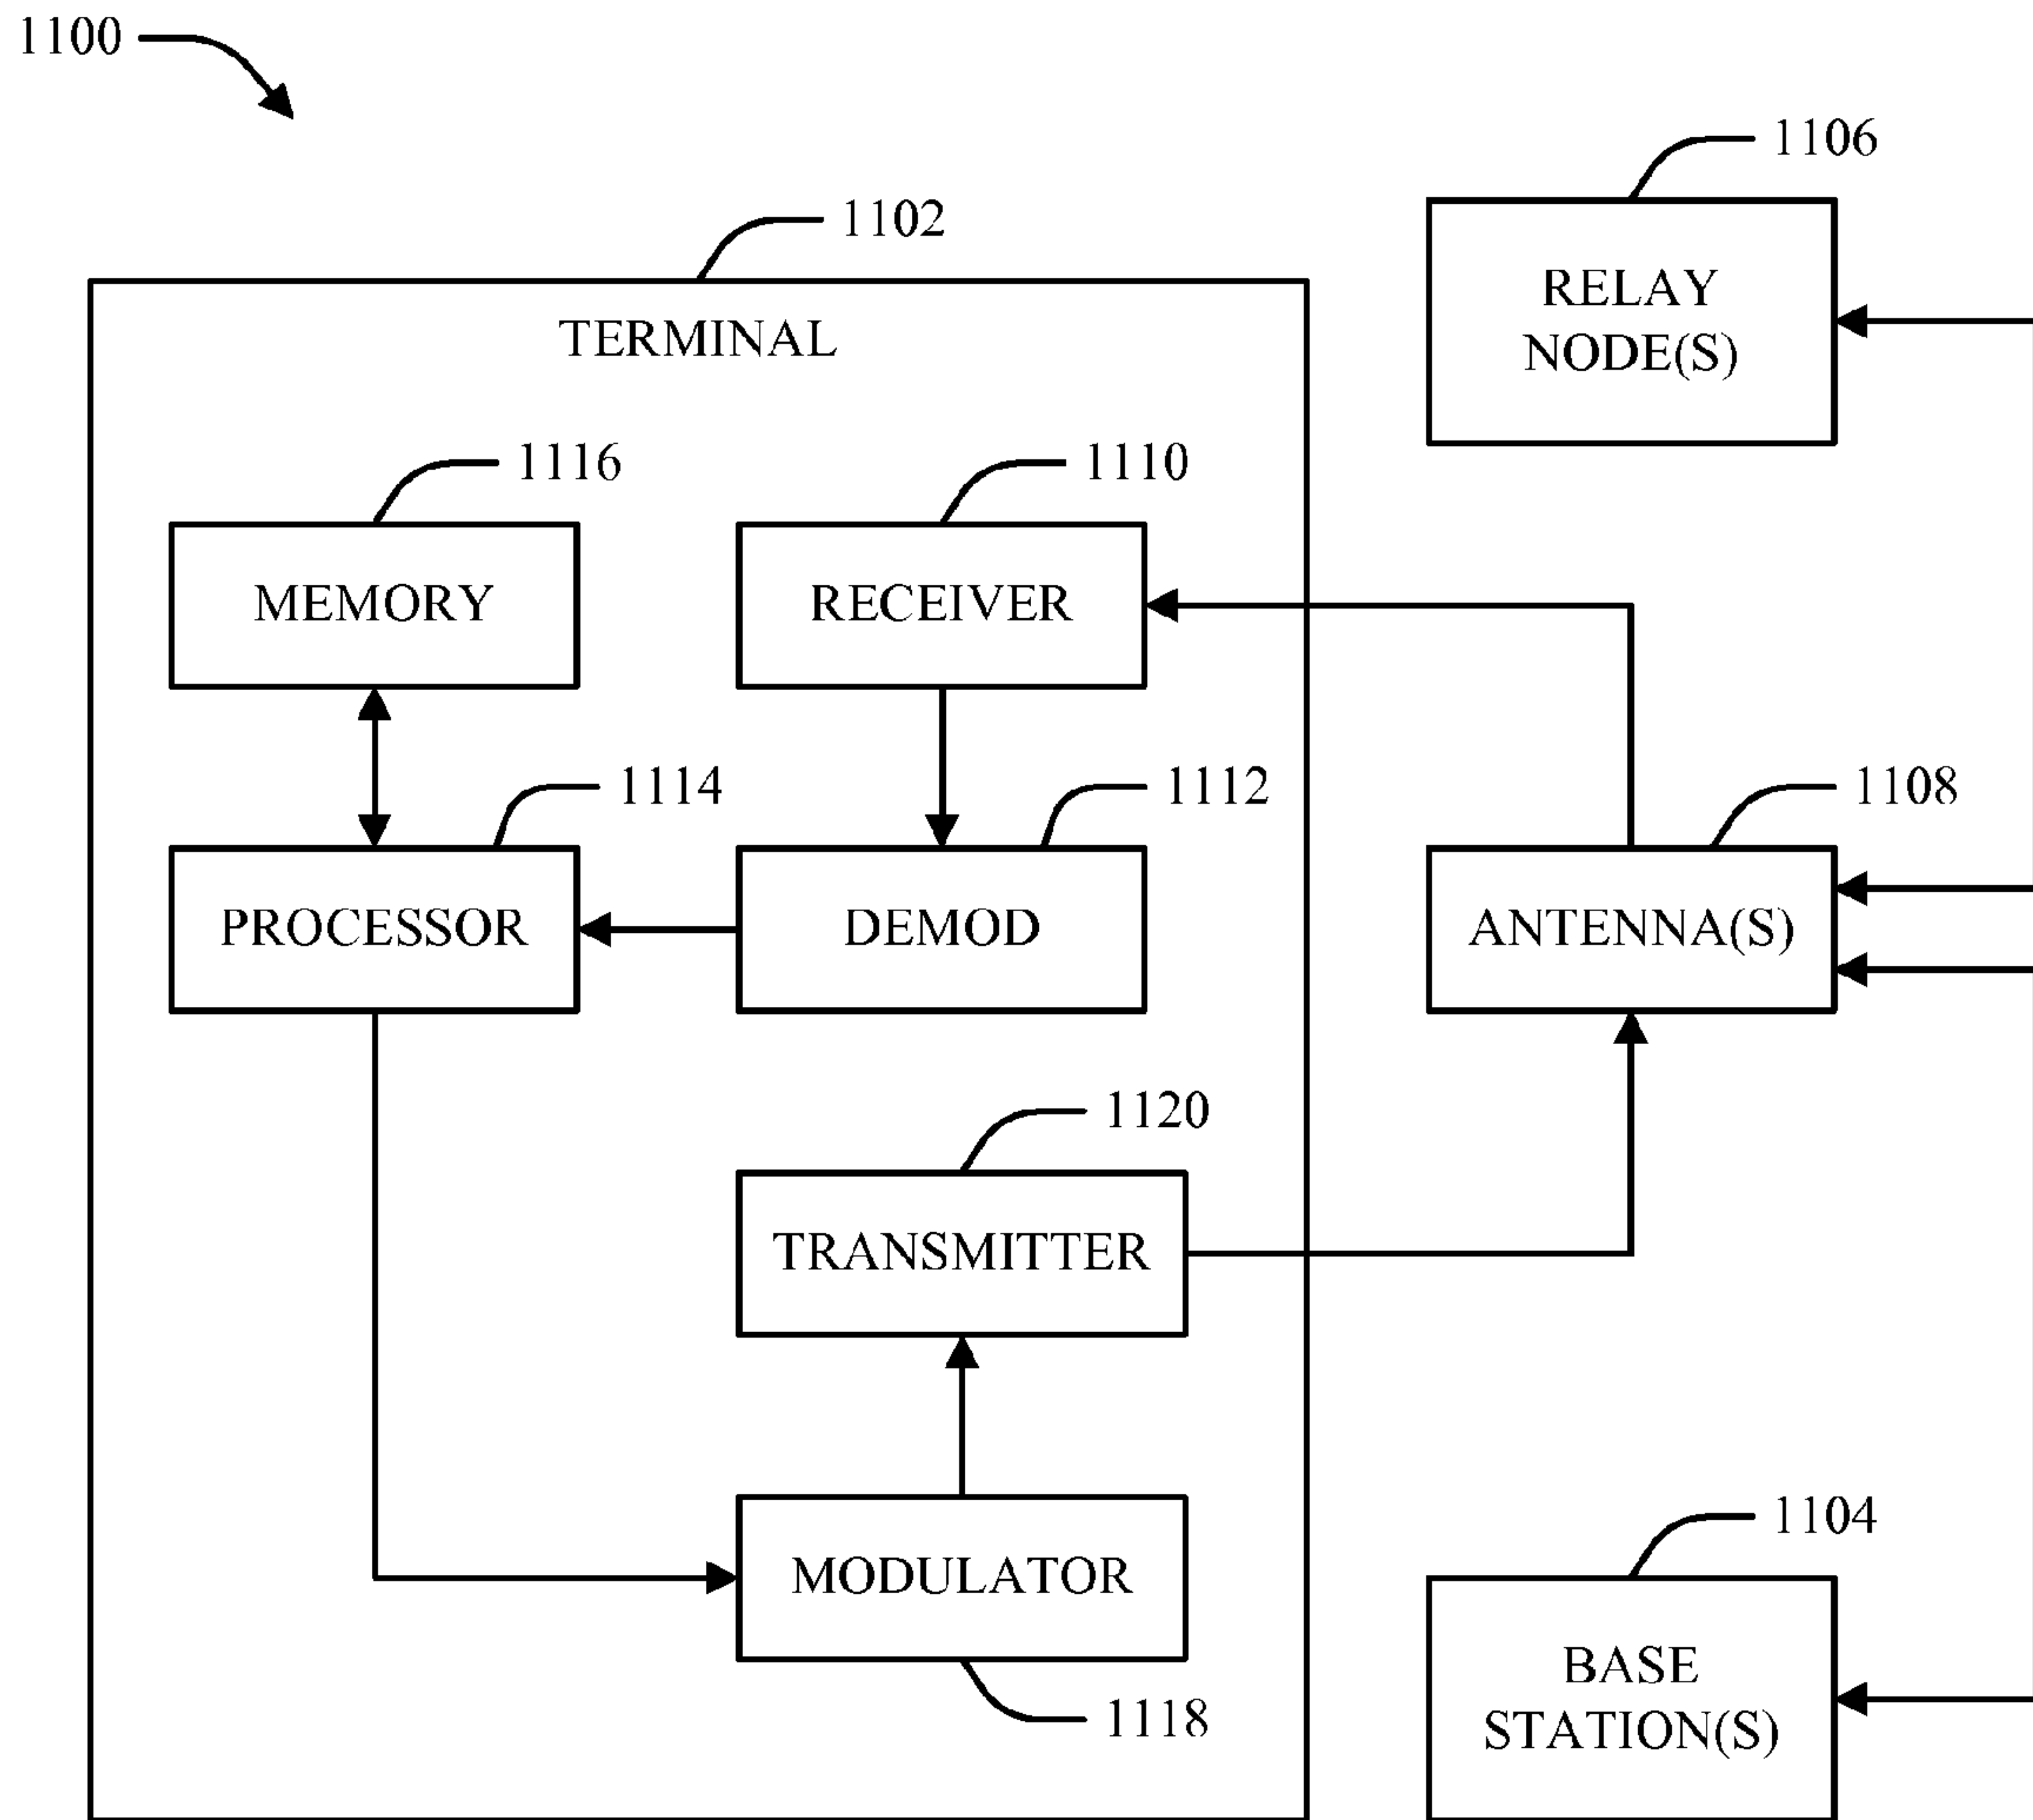 1100
1106
RELAY
NODE(S)
1102
TERMINAL
1116
MEMORY
1110
RECEIVER
1114
PROCESSOR
1112
DEMOD
1108
ANTENNA(S)
1120
TRANSMITTER
MODULATOR
1118
1104
BASE
STATION(S)